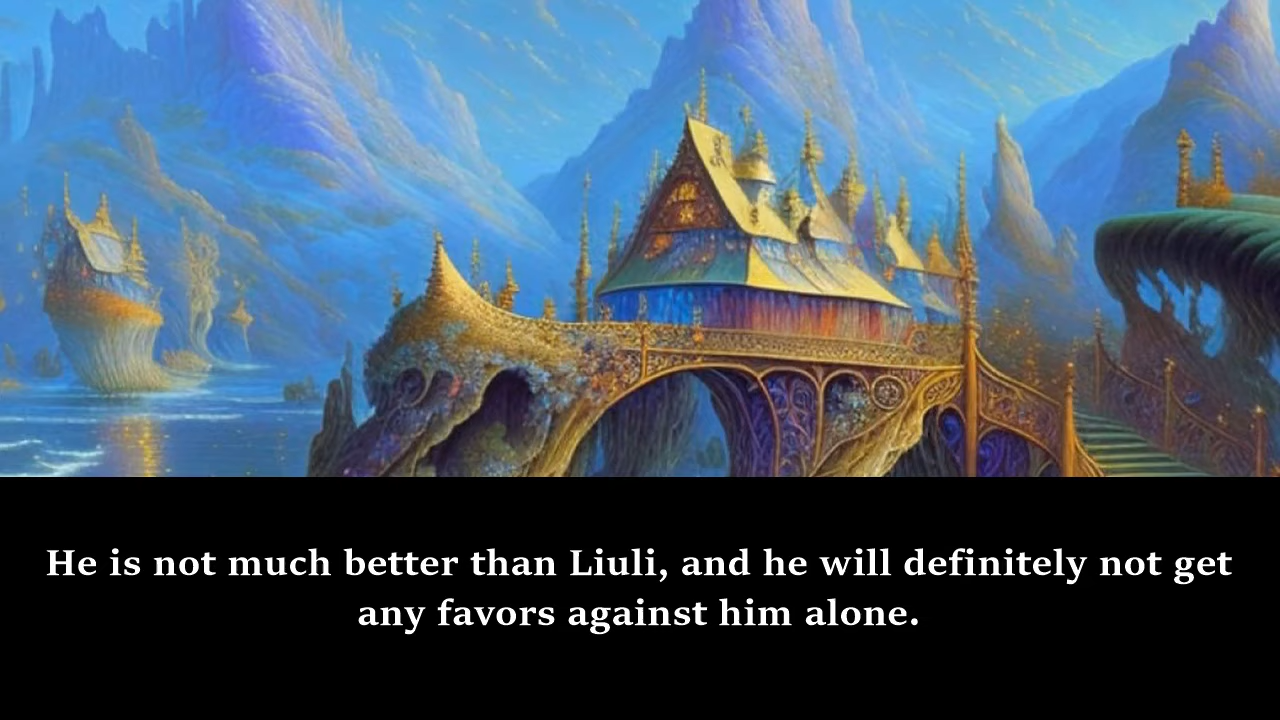 He is not much better than Liuli, and he will definitely not get
any favors against him alone.